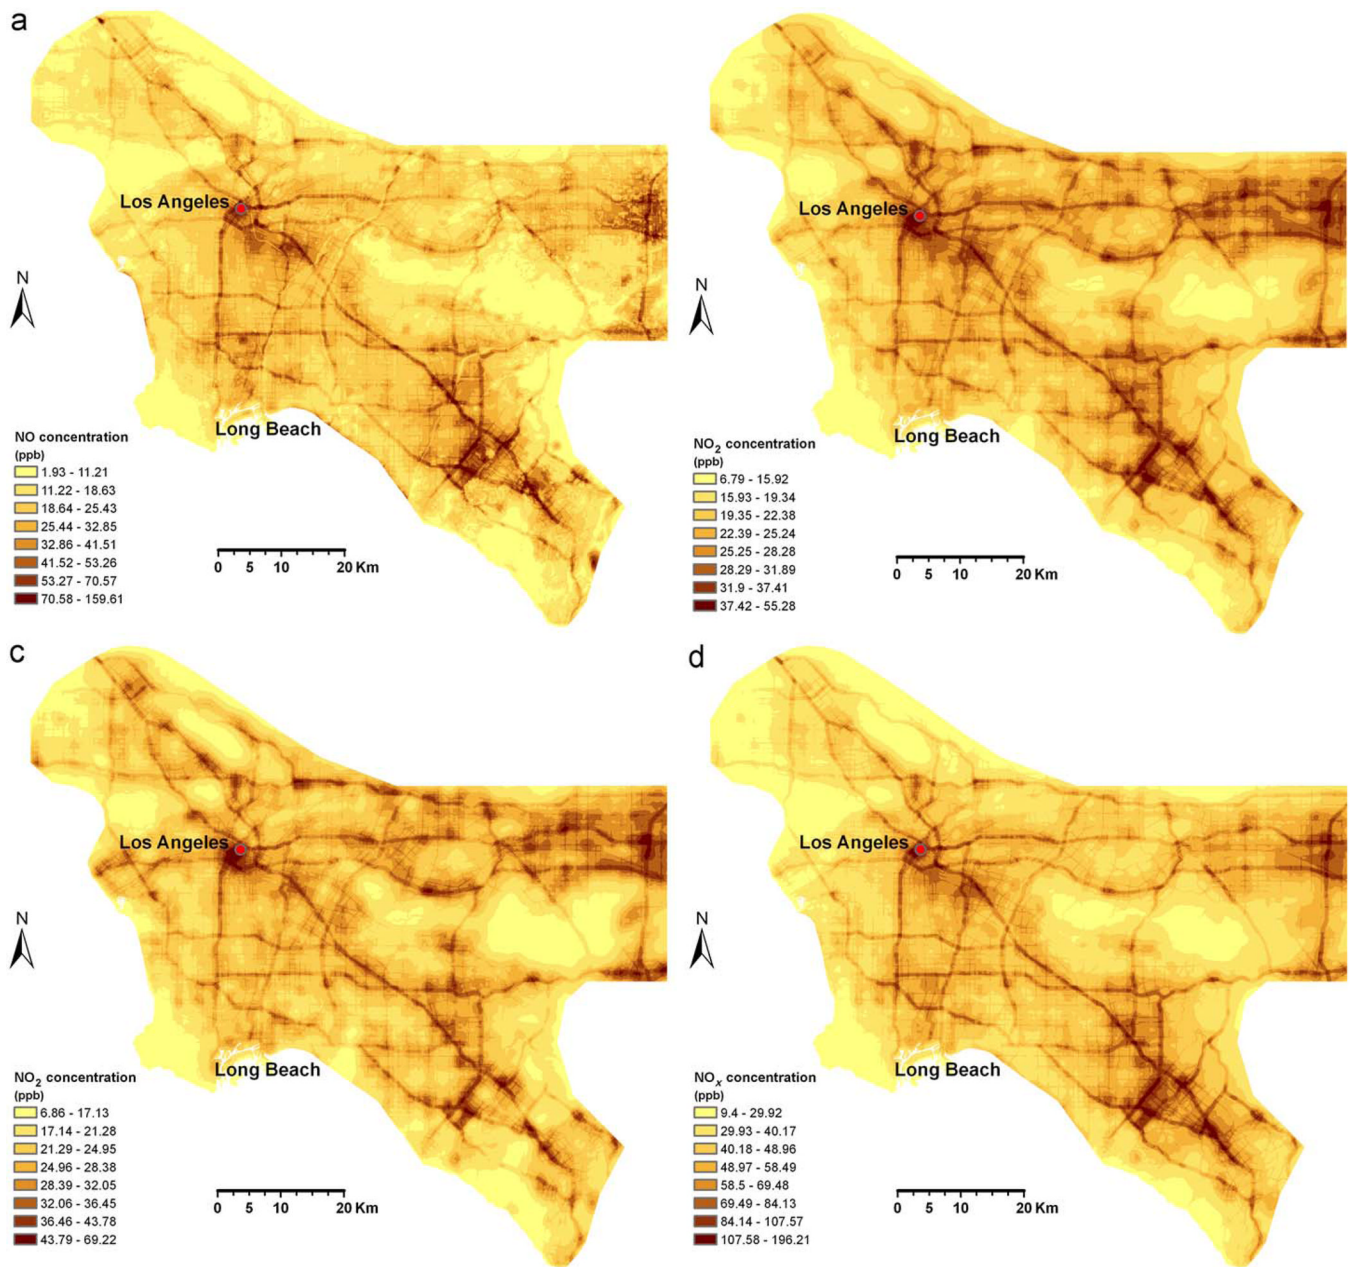 a
Los Angeles
N
Long Beach
NO concentration
(ppb)
1.93 - 11.21
11.22 - 18.63
18.64 - 25.43
25.44 - 32.85
32.86 - 41.51
41.52 - 53.26
53.27 - 70.57
70.58 - 159.61
0 5 10 20 Km
Los Angeles
N
Long Beach
NO₂ concentration
(ppb)
6.79 - 15.92
15.93 - 19.34
19.35 - 22.38
22.39 - 25.24
25.25 - 28.28
28.29 - 31.89
31.9 - 37.41
37.42 - 55.28
0 5 10 20 Km
c
Los Angeles
N
Long Beach
NO₂ concentration
(ppb)
6.86 - 17.13
17.14 - 21.28
21.29 - 24.95
24.96 - 28.38
28.39 - 32.05
32.06 - 36.45
36.46 - 43.78
43.79 - 69.22
0 5 10 20 Km
d
Los Angeles
N
Long Beach
NOₓ concentration
(ppb)
9.4 - 29.92
29.93 - 40.17
40.18 - 48.96
48.97 - 58.49
58.5 - 69.48
69.49 - 84.13
84.14 - 107.57
107.58 - 196.21
0 5 10 20 Km